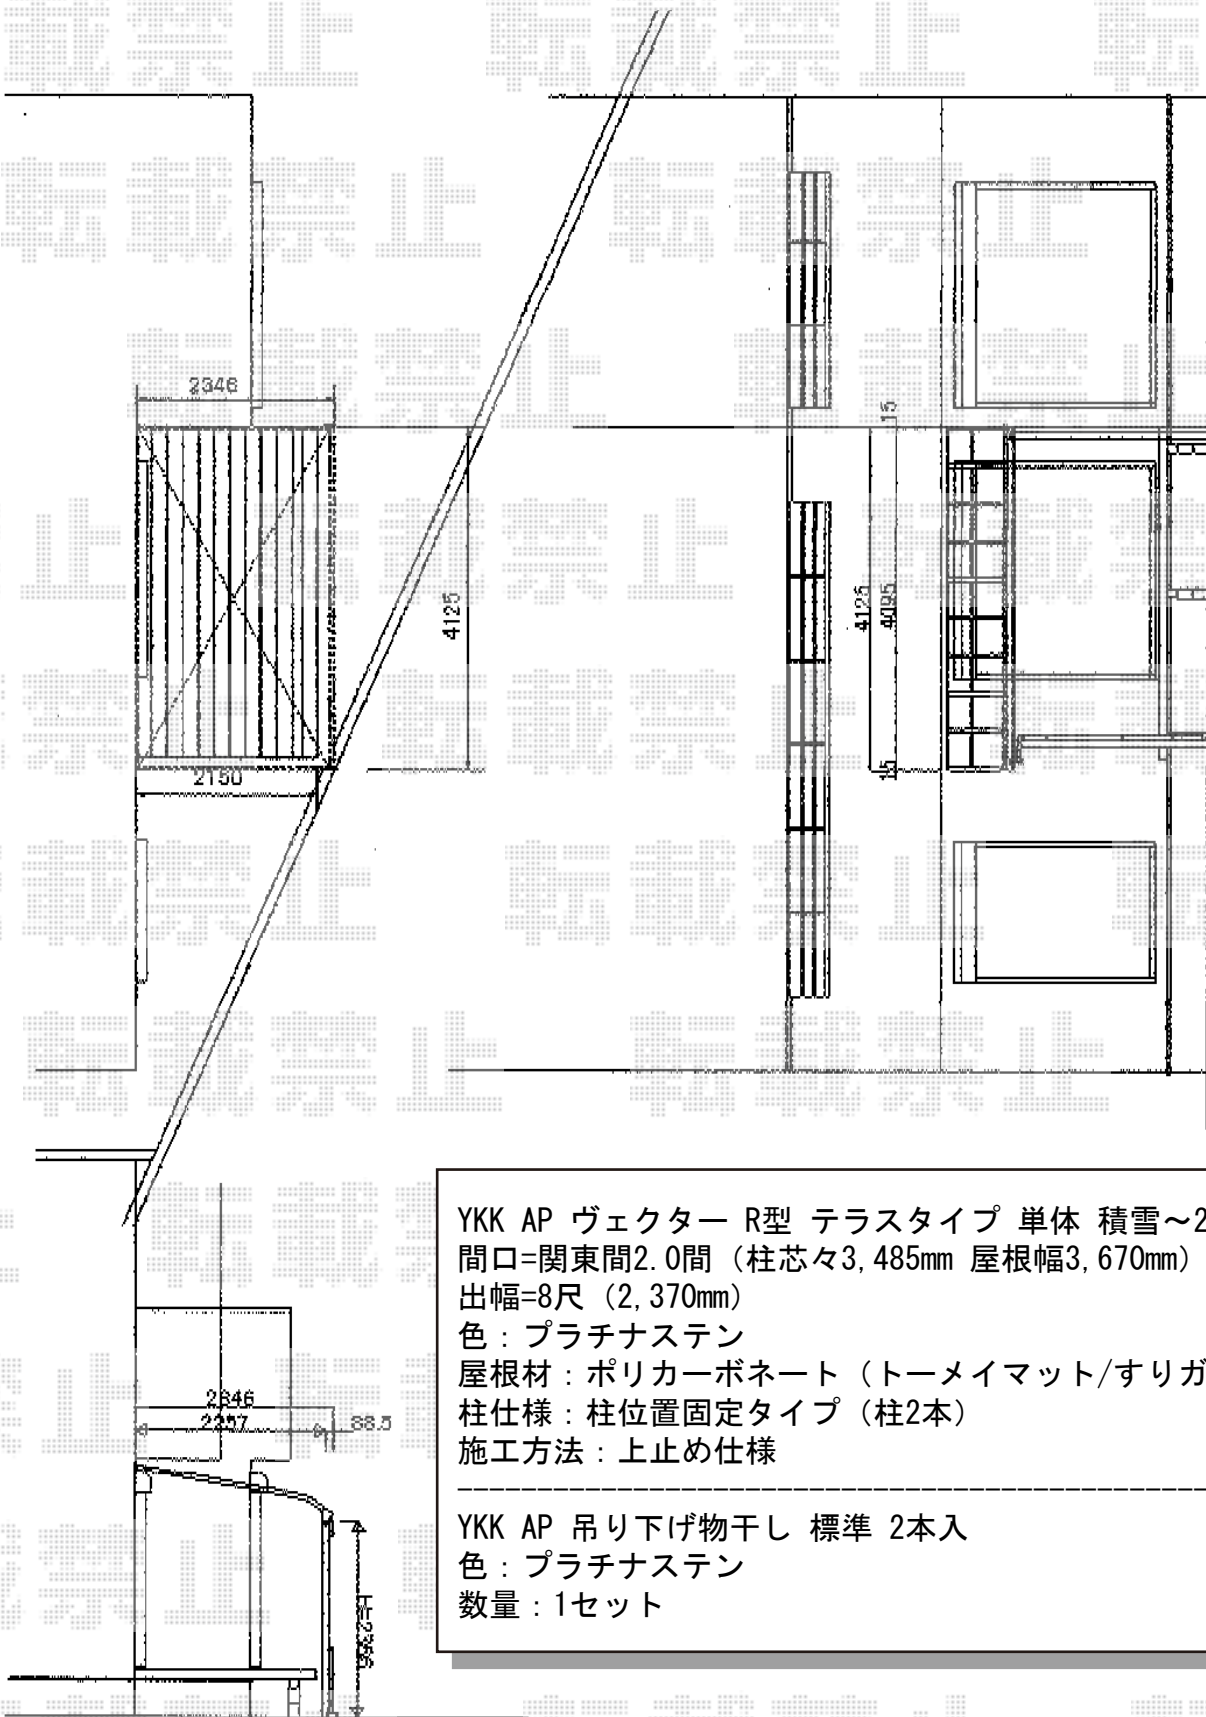 転載禁止
2346
4125
2150
15
4125
4095
15
2346
2257
88.5
YKK AP ヴェクター R型 テラスタイプ 単体 積雪～2
間口=関東間2.0間（柱芯々3,485mm 屋根幅3,670mm）
出幅=8尺（2,370mm）
色：プラチナステン
屋根材：ポリカーボネート（トーメイマット/すりガ
柱仕様：柱位置固定タイプ（柱2本）
施工方法：上止め仕様
YKK AP 吊り下げ物干し 標準 2本入
色：プラチナステン
数量：1セット